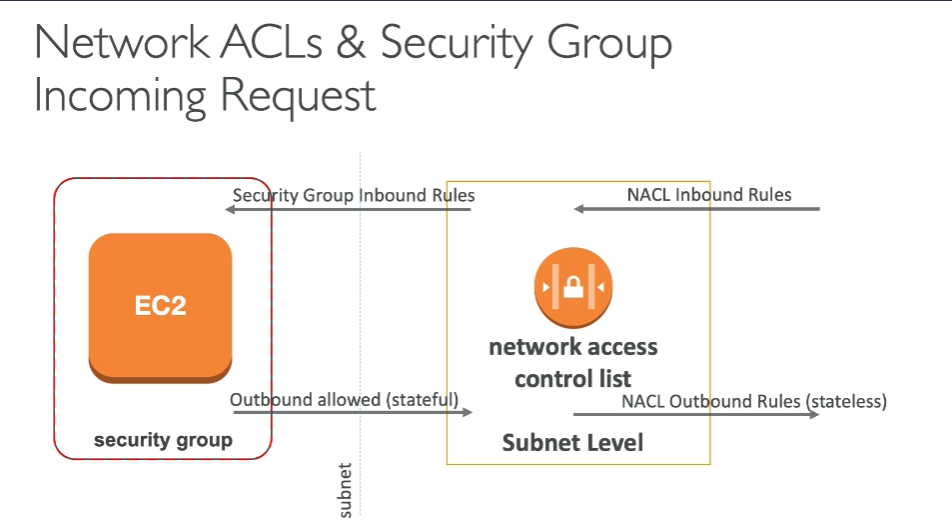 Network ACLs & Security Group
Incoming Request
Security Group Inbound Rules
NACL Inbound Rules
EC2
network access
control list
Outbound allowed (stateful)
NACL Outbound Rules (stateless)
security group
Subnet Level
subnet